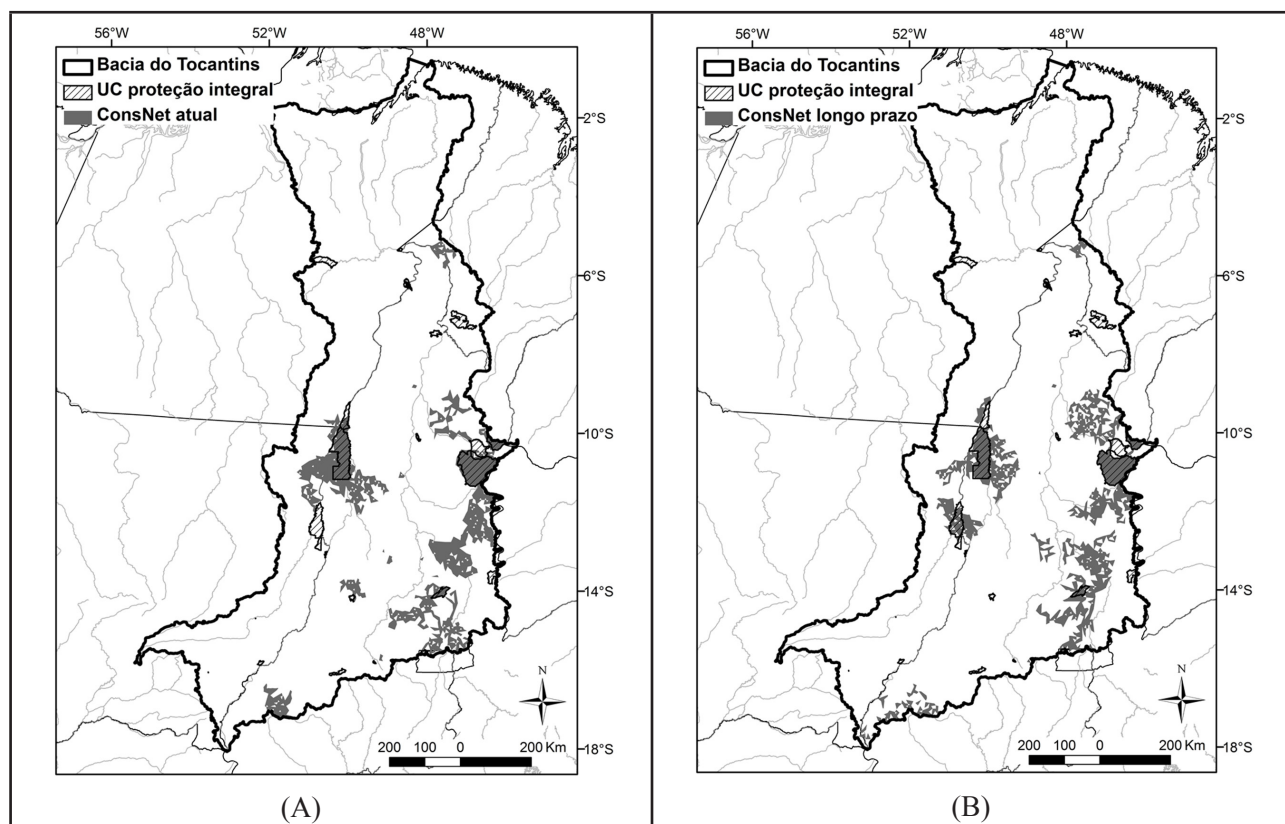 56°W 52°W 48°W
Bacia do Tocantins
UC proteção integral
ConsNet atual
2°S
6°S
10°S
14°S
18°S
N
200 100 0 200 Km
(A)
56°W 52°W 48°W
Bacia do Tocantins
UC proteção integral
ConsNet longo prazo
2°S
6°S
10°S
14°S
18°S
N
200 100 0 200 Km
(B)